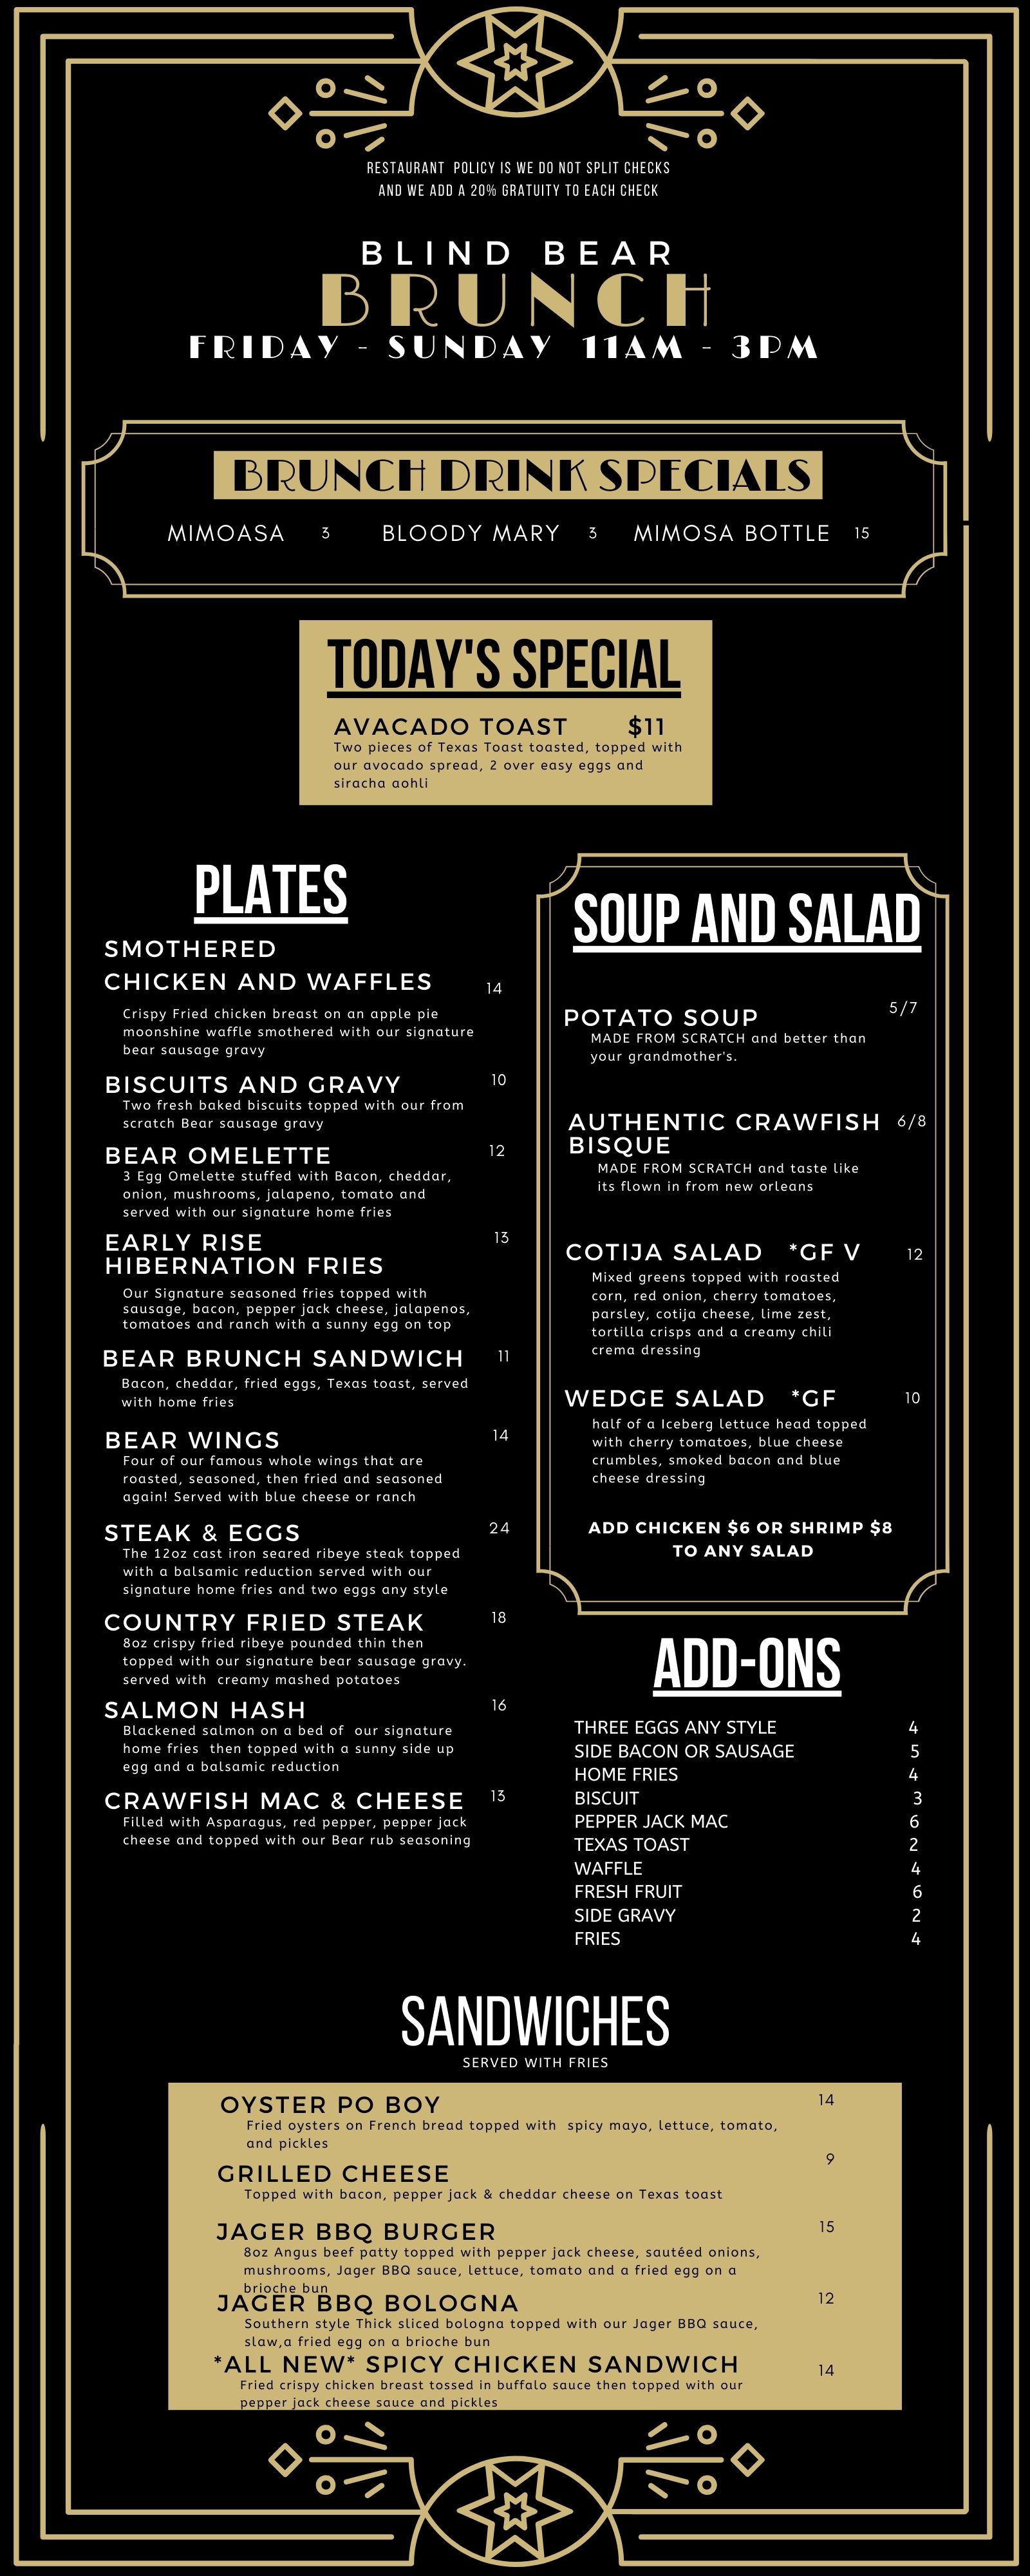 RESTAURANT POLICY IS WE DO NOT SPLIT CHECKS
AND WE ADD A 20% GRATUITY TO EACH CHECK
BLIND BEAR
BRUNCH
FRIDAY - SUNDAY 11AM - 3PM
BRUNCH DRINK SPECIALS
MIMOASA 3 BLOODY MARY 3 MIMOSA BOTTLE 15
TODAY'S SPECIAL
AVACADO TOAST $11
Two pieces of Texas Toast toasted, topped with
our avocado spread, 2 over easy eggs and
siracha aohli
PLATES
SMOTHERED
CHICKEN AND WAFFLES 14
Crispy Fried chicken breast on an apple pie
moonshine waffle smothered with our signature
bear sausage gravy
BISCUITS AND GRAVY 10
Two fresh baked biscuits topped with our from
scratch Bear sausage gravy
BEAR OMELETTE 12
3 Egg Omelette stuffed with Bacon, cheddar,
onion, mushrooms, jalapeno, tomato and
served with our signature home fries
EARLY RISE 13
HIBERNATION FRIES
Our Signature seasoned fries topped with
sausage, bacon, pepper jack cheese, jalapenos,
tomatoes and ranch with a sunny egg on top
BEAR BRUNCH SANDWICH 11
Bacon, cheddar, fried eggs, Texas toast, served
with home fries
BEAR WINGS 14
Four of our famous whole wings that are
roasted, seasoned, then fried and seasoned
again! Served with blue cheese or ranch
STEAK & EGGS 24
The 12oz cast iron seared ribeye steak topped
with a balsamic reduction served with our
signature home fries and two eggs any style
COUNTRY FRIED STEAK 18
8oz crispy fried ribeye pounded thin then
topped with our signature bear sausage gravy.
served with creamy mashed potatoes
SALMON HASH 16
Blackened salmon on a bed of our signature
home fries then topped with a sunny side up
egg and a balsamic reduction
CRAWFISH MAC & CHEESE 13
Filled with Asparagus, red pepper, pepper jack
cheese and topped with our Bear rub seasoning
SOUP AND SALAD
POTATO SOUP 5/7
MADE FROM SCRATCH and better than
your grandmother's.
AUTHENTIC CRAWFISH 6/8
BISQUE
MADE FROM SCRATCH and taste like
its flown in from new orleans
COTIJA SALAD *GF V 12
Mixed greens topped with roasted
corn, red onion, cherry tomatoes,
parsley, cotija cheese, lime zest,
tortilla crisps and a creamy chili
crema dressing
WEDGE SALAD *GF 10
half of a Iceberg lettuce head topped
with cherry tomatoes, blue cheese
crumbles, smoked bacon and blue
cheese dressing
ADD CHICKEN $6 OR SHRIMP $8
TO ANY SALAD
ADD-ONS
THREE EGGS ANY STYLE 4
SIDE BACON OR SAUSAGE 5
HOME FRIES 4
BISCUIT 3
PEPPER JACK MAC 6
TEXAS TOAST 2
WAFFLE 4
FRESH FRUIT 6
SIDE GRAVY 2
FRIES 4
SANDWICHES
SERVED WITH FRIES
OYSTER PO BOY 14
Fried oysters on French bread topped with spicy mayo, lettuce, tomato,
and pickles
GRILLED CHEESE 9
Topped with bacon, pepper jack & cheddar cheese on Texas toast
JAGER BBQ BURGER 15
8oz Angus beef patty topped with pepper jack cheese, sautéed onions,
mushrooms, Jager BBQ sauce, lettuce, tomato and a fried egg on a
brioche bun
JAGER BBQ BOLOGNA 12
Southern style Thick sliced bologna topped with our Jager BBQ sauce,
slaw,a fried egg on a brioche bun
*ALL NEW* SPICY CHICKEN SANDWICH 14
Fried crispy chicken breast tossed in buffalo sauce then topped with our
pepper jack cheese sauce and pickles